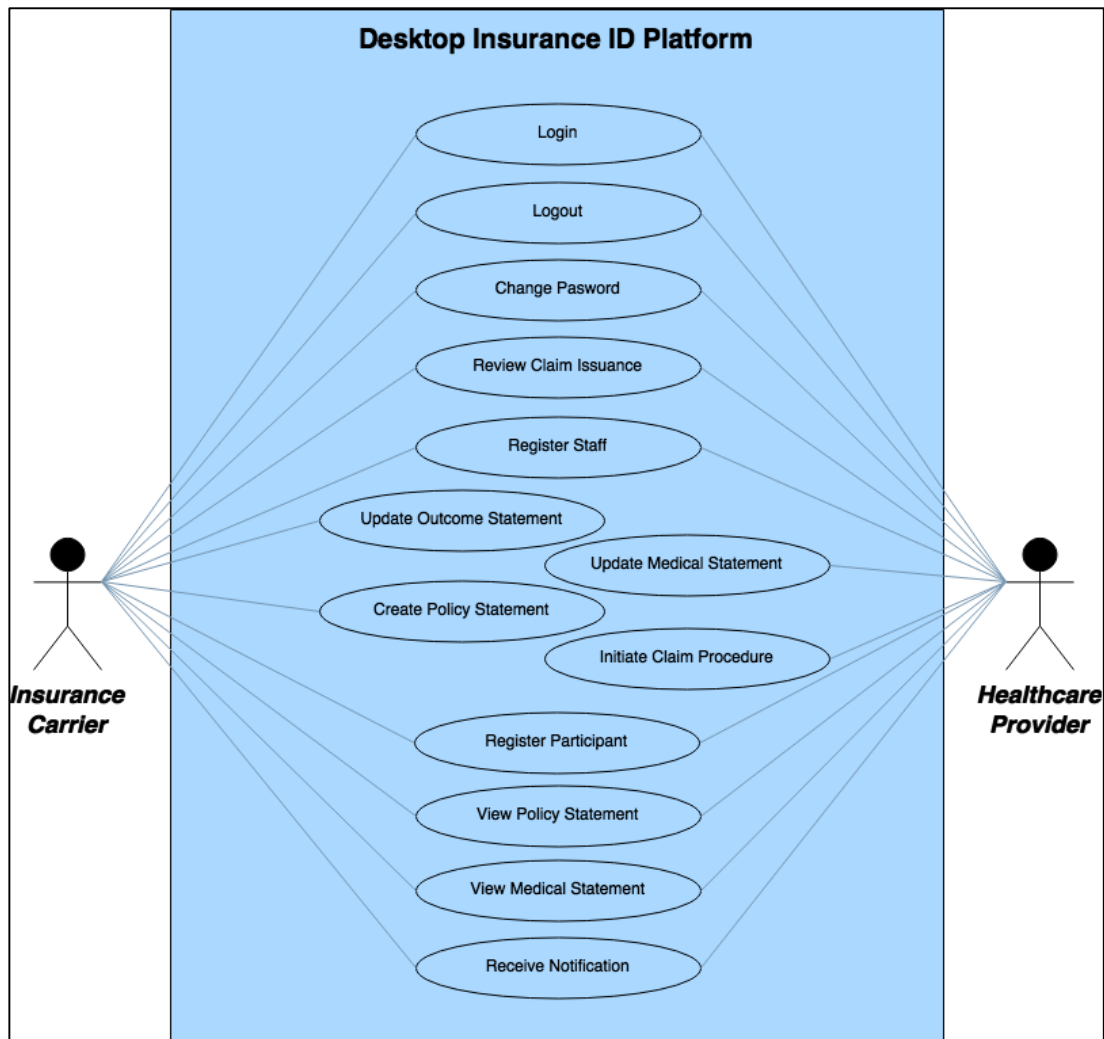 Desktop Insurance ID Platform
Login
Logout
Change Pasword
Review Claim Issuance
Register Staff
Update Outcome Statement
Update Medical Statement
Create Policy Statement
Initiate Claim Procedure
Insurance
Carrier
Healthcare
Provider
Register Participant
View Policy Statement
View Medical Statement
Receive Notification